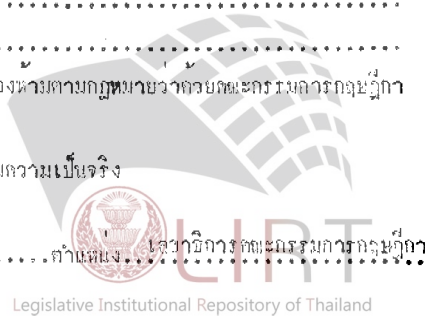 งห้ามตามกฎหมายว่าด้วยคณะกรรมการกฤษฎีกา
ความเป็นจริง
ตำแหน่ง....เลขาธิการคณะกรรมการกฤษฎีกา
LIRT
Legislative Institutional Repository of Thailand